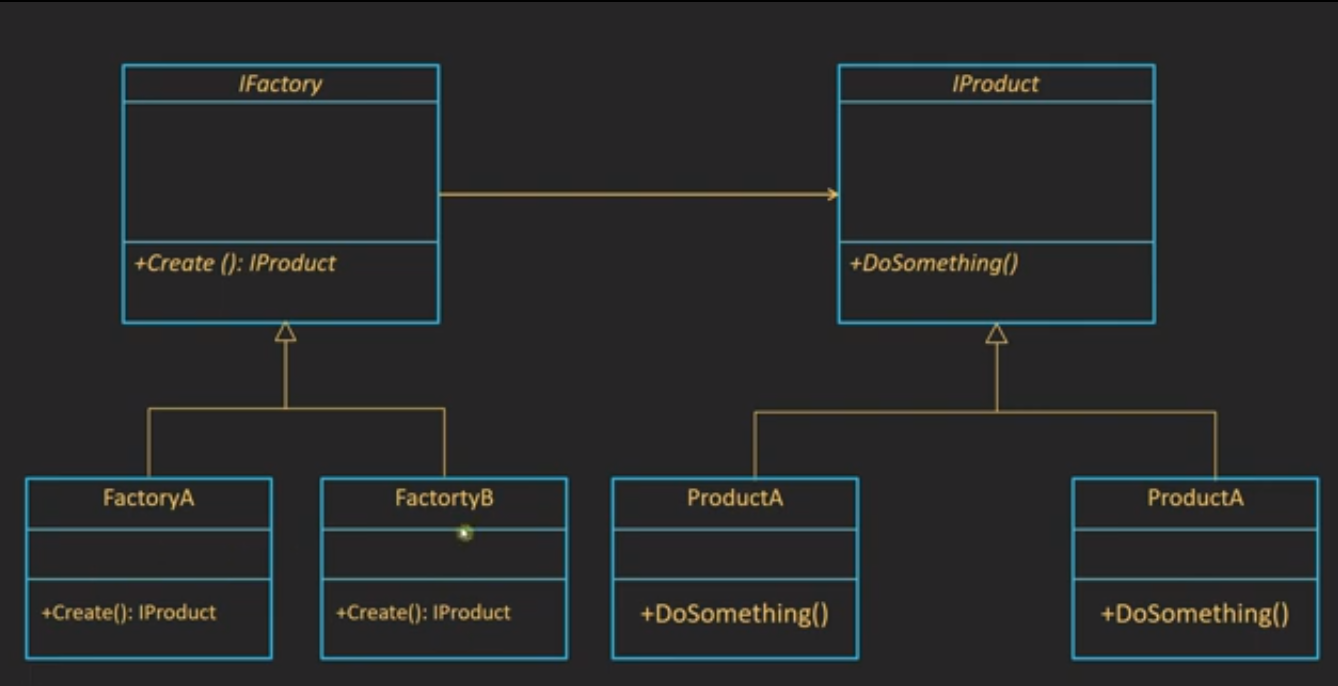 IFactory
IProduct
+Create (): IProduct
+DoSomething()
FactoryA
FactortyB
ProductA
ProductA
+Create(): IProduct
+Create(): IProduct
+DoSomething()
+DoSomething()